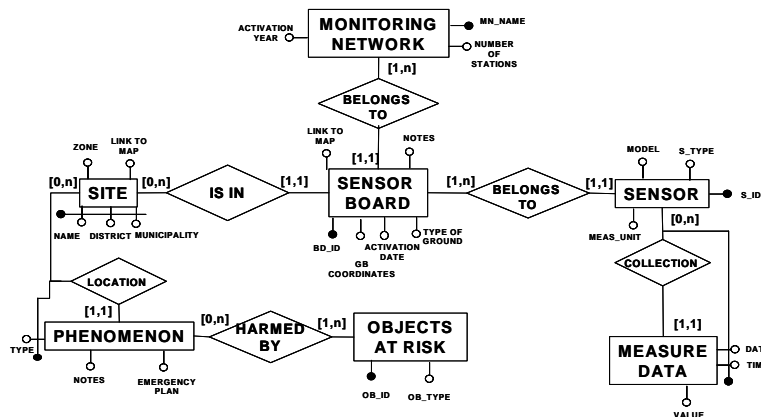 MONITORING
NETWORK
ACTIVATION
YEAR
MN_NAME
NUMBER
OF
STATIONS
[1,n]
BELONGS
TO
LINK TO
MAP
NOTES
[1,1]
ZONE
LINK TO
MAP
[0,n]
SITE
[0,n]
IS IN
[1,1]
SENSOR
BOARD
[1,n]
BELONGS
TO
[1,1]
MODEL
S_TYPE
SENSOR
S_ID
NAME
DISTRICT
MUNICIPALITY
BD_ID
GB
COORDINATES
ACTIVATION
DATE
TYPE OF
GROUND
MEAS_UNIT
[0,n]
COLLECTION
LOCATION
[1,1]
PHENOMENON
TYPE
NOTES
EMERGENCY
PLAN
[0,n]
HARMED
BY
[1,n]
OBJECTS
AT RISK
OB_ID
OB_TYPE
[1,1]
MEASURE
DATA
DAT
TIM
VALUE